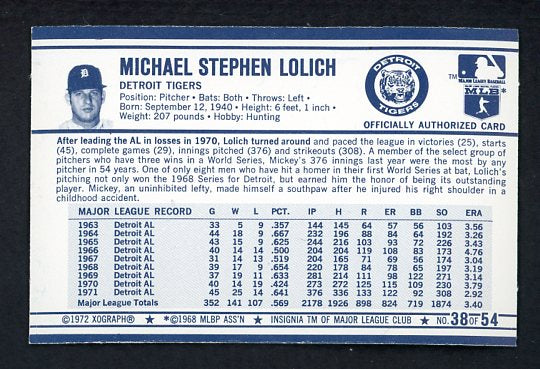 MICHAEL STEPHEN LOLICH
DETROIT TIGERS
Position: Pitcher • Bats: Both • Throws: Left •
Born: September 12, 1940 • Height: 6 feet, 1 inch •
Weight: 207 pounds • Hobby: Hunting
DETROIT
TIGERS
TM
MAJOR LEAGUE BASEBALL
MLB*
OFFICIALLY AUTHORIZED CARD
After leading the AL in losses in 1970, Lolich turned around and paced the league in victories (25), starts
(45), complete games (29), innings pitched (376) and strikeouts (308). A member of the select group of
pitchers who have three wins in a World Series, Mickey's 376 innings last year were the most by any
pitcher in 54 years. One of only eight men who have hit a homer in their first World Series at bat, Lolich's
pitching not only won the 1968 Series for Detroit, but earned him the honor of being its outstanding
player. Mickey, an uninhibited lefty, made himself a southpaw after he injured his right shoulder in a
childhood accident.
MAJOR LEAGUE RECORD G W L PCT. IP H R ER BB SO ERA
1963 Detroit AL 33 5 9 .357 144 145 64 57 56 103 3.56
1964 Detroit AL 44 18 9 .667 232 196 88 84 64 192 3.26
1965 Detroit AL 43 15 9 .625 244 216 103 93 72 226 3.43
1966 Detroit AL 40 14 14 .500 204 204 119 108 83 173 4.76
1967 Detroit AL 31 14 13 .519 204 165 71 69 56 174 3.04
1968 Detroit AL 39 17 9 .654 220 178 84 78 65 197 3.19
1969 Detroit AL 37 19 11 .633 281 214 111 98 122 271 3.14
1970 Detroit AL 40 14 19 .424 273 272 125 115 109 230 3.79
1971 Detroit AL 45 25 14 .641 376 336 133 122 92 308 2.92
Major League Totals 352 141 107 .569 2178 1926 898 824 719 1874 3.40
©1972 XOGRAPH® ★ *©1968 MLBP ASS'N ★ INSIGNIA TM OF MAJOR LEAGUE CLUB ★ NO. 38 OF 54